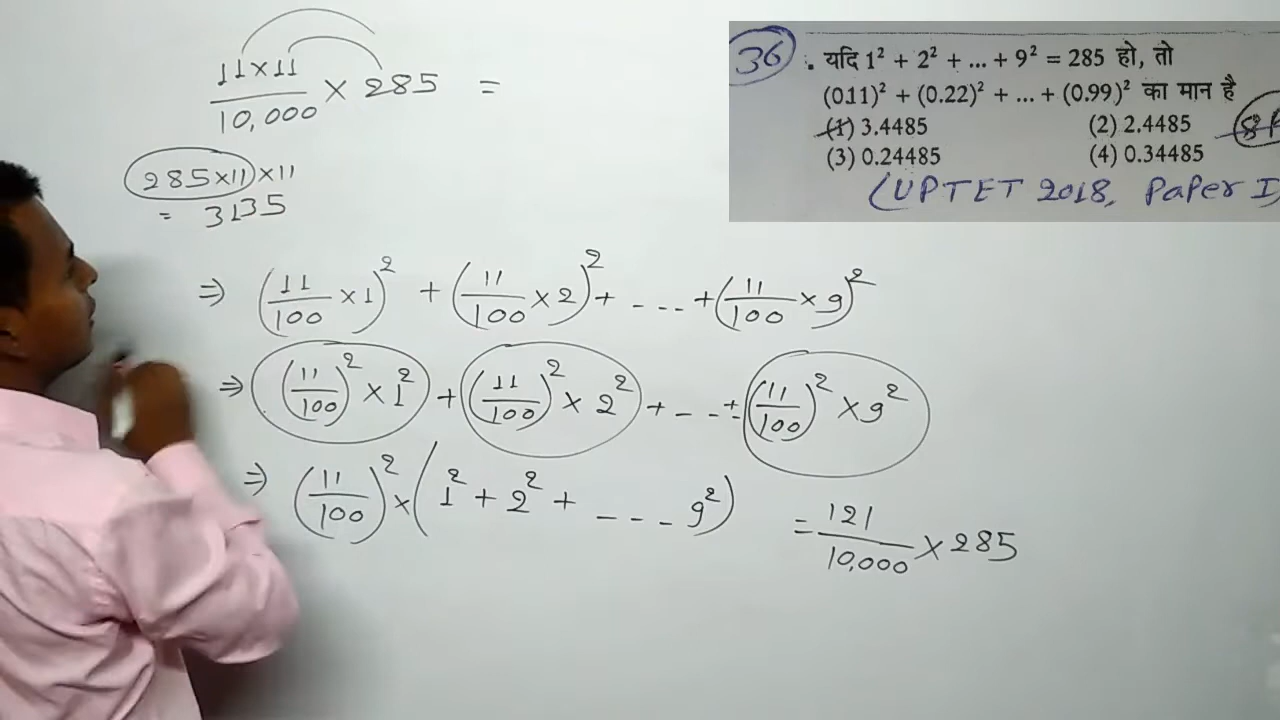 11×11/10,000 × 285 =
285×11×11
= 3135
⇒ (11/100 ×1)² + (11/100 × 2)² + - - - + (11/100 × 9)²
⇒ (11/100)² × 1² + (11/100)² × 2² + - - - + (11/100)² × 9²
⇒ (11/100)² × (1² + 2² + - - - 9²)
= 121/10,000 × 285
36 . यदि 1² + 2² + ... + 9² = 285 हो, तो
(0.11)² + (0.22)² + ... + (0.99)² का मान है
(1) 3.4485 (2) 2.4485
(3) 0.24485 (4) 0.34485
(UPTET 2018, Paper I)